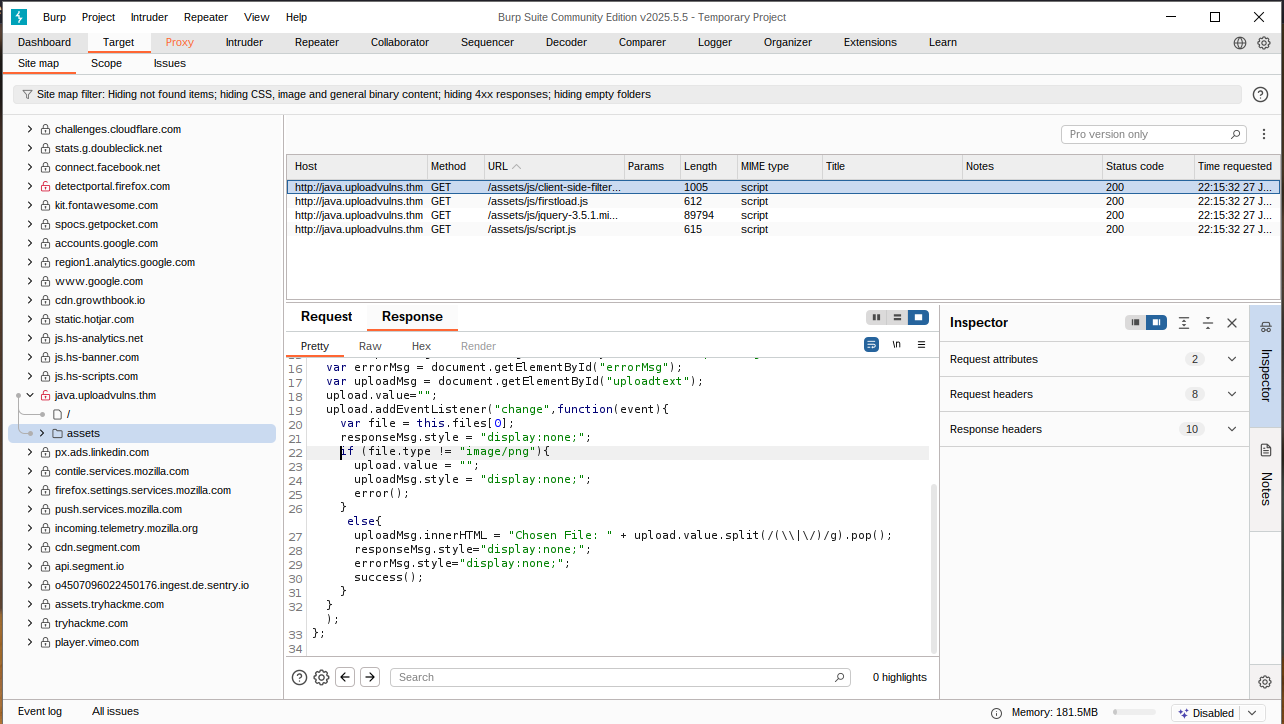 Burp Project Intruder Repeater View Help Burp Suite Community Edition v2025.5.5 - Temporary Project
Dashboard Target Proxy Intruder Repeater Collaborator Sequencer Decoder Comparer Logger Organizer Extensions Learn
Site map Scope Issues
Site map filter: Hiding not found items; hiding CSS, image and general binary content; hiding 4xx responses; hiding empty folders
challenges.cloudflare.com
stats.g.doubleclick.net
connect.facebook.net
detectportal.firefox.com
kit.fontawesome.com
spocs.getpocket.com
accounts.google.com
region1.analytics.google.com
www.google.com
cdn.growthbook.io
static.hotjar.com
js.hs-analytics.net
js.hs-banner.com
js.hs-scripts.com
java.uploadvulns.thm
/
assets
px.ads.linkedin.com
contile.services.mozilla.com
firefox.settings.services.mozilla.com
push.services.mozilla.com
incoming.telemetry.mozilla.org
cdn.segment.com
api.segment.io
o4507096022450176.ingest.de.sentry.io
assets.tryhackme.com
tryhackme.com
player.vimeo.com
Pro version only
Host Method URL Params Length MIME type Title Notes Status code Time requested
http://java.uploadvulns.thm GET /assets/js/client-side-filter... 1005 script 200 22:15:32 27 J...
http://java.uploadvulns.thm GET /assets/js/firstload.js 612 script 200 22:15:32 27 J...
http://java.uploadvulns.thm GET /assets/js/jquery-3.5.1.mi... 89794 script 200 22:15:32 27 J...
http://java.uploadvulns.thm GET /assets/js/script.js 615 script 200 22:15:32 27 J...
Request Response
Pretty Raw Hex Render \n
16 var errorMsg = document.getElementById("errorMsg");
17 var uploadMsg = document.getElementById("uploadtext");
18 upload.value="";
19 upload.addEventListener("change",function(event){
20 var file = this.files[0];
21 responseMsg.style = "display:none;";
22 if (file.type != "image/png"){
23 upload.value = "";
24 uploadMsg.style = "display:none;";
25 error();
26 }
else{
27 uploadMsg.innerHTML = "Chosen File: " + upload.value.split(/(\\|\/)/g).pop();
28 responseMsg.style="display:none;";
29 errorMsg.style="display:none;";
30 success();
31 }
32 }
);
33 };
34
Search 0 highlights
Inspector
Request attributes 2
Request headers 8
Response headers 10
Inspector
Notes
Event log All issues Memory: 181.5MB Disabled